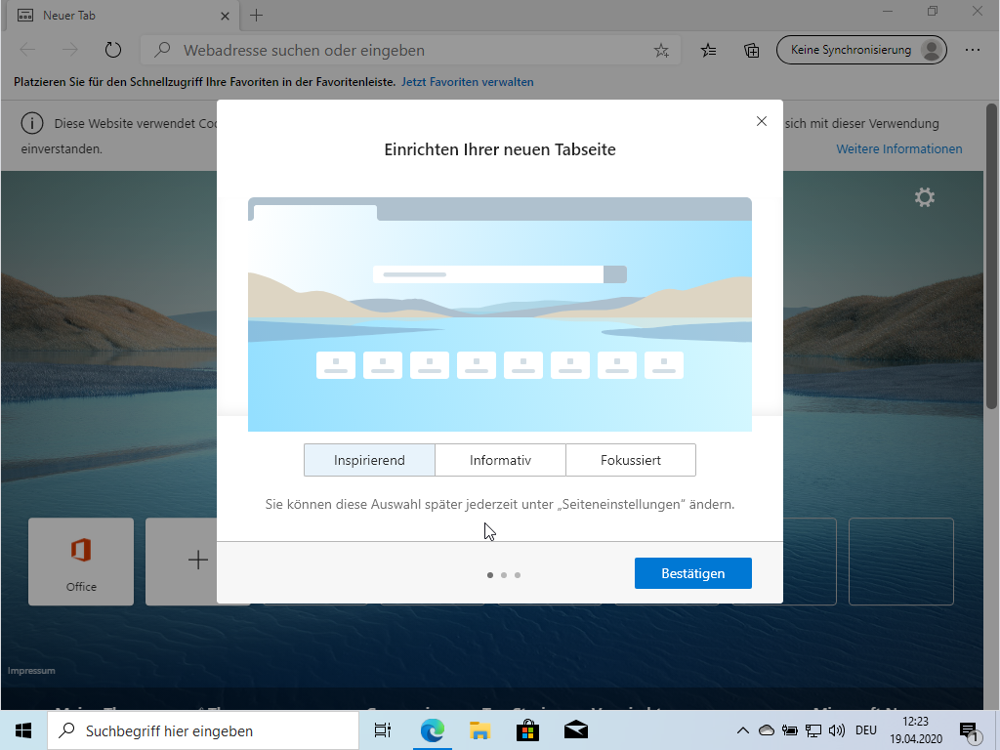 Neuer Tab
Webadresse suchen oder eingeben
Keine Synchronisierung
Platzieren Sie für den Schnellzugriff Ihre Favoriten in der Favoritenleiste. Jetzt Favoriten verwalten
Diese Website verwendet
sich mit dieser Verwendung
einverstanden.
Weitere Informationen
Einrichten Ihrer neuen Tabseite
Inspirierend
Informativ
Fokussiert
Sie können diese Auswahl später jederzeit unter „Seiteneinstellungen“ ändern.
Bestätigen
Office
Impressum
Suchbegriff hier eingeben
DEU
12:23
19.04.2020
1